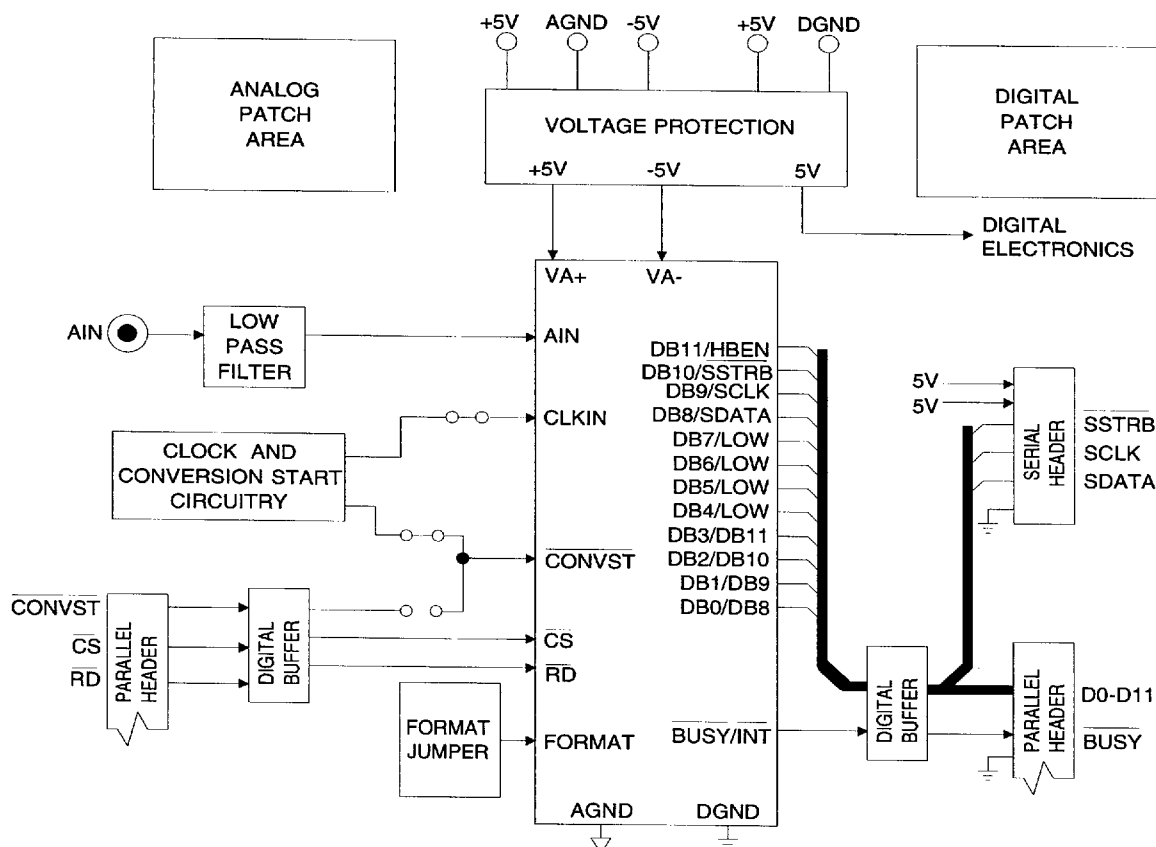 +5V AGND -5V +5V DGND
ANALOG
PATCH
AREA
VOLTAGE PROTECTION
+5V -5V 5V
DIGITAL
PATCH
AREA
DIGITAL
ELECTRONICS
VA+ VA-
AIN
LOW
PASS
FILTER
AIN
CLKIN
CLOCK AND
CONVERSION START
CIRCUITRY
CONVST
CONVST
CS
RD
PARALLEL
HEADER
DIGITAL
BUFFER
CS
RD
FORMAT
JUMPER
FORMAT
DB11/HBEN
DB10/SSTRB
DB9/SCLK
DB8/SDATA
DB7/LOW
DB6/LOW
DB5/LOW
DB4/LOW
DB3/DB11
DB2/DB10
DB1/DB9
DB0/DB8
BUSY/INT
AGND DGND
5V
5V
SERIAL
HEADER
SSTRB
SCLK
SDATA
DIGITAL
BUFFER
PARALLEL
HEADER
D0-D11
BUSY